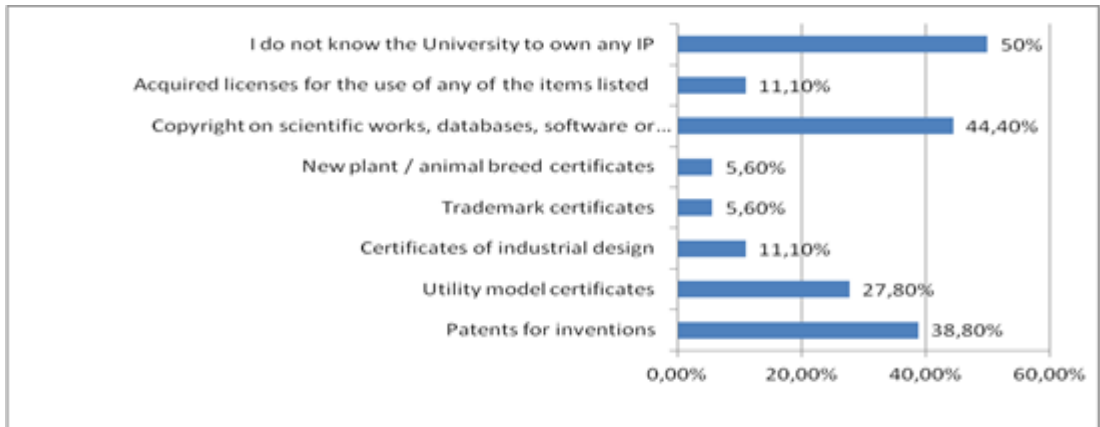 I do not know the University to own any IP 50%
Acquired licenses for the use of any of the items listed 11,10%
Copyright on scientific works, databases, software or... 44,40%
New plant / animal breed certificates 5,60%
Trademark certificates 5,60%
Certificates of industrial design 11,10%
Utility model certificates 27,80%
Patents for inventions 38,80%
0,00% 20,00% 40,00% 60,00%